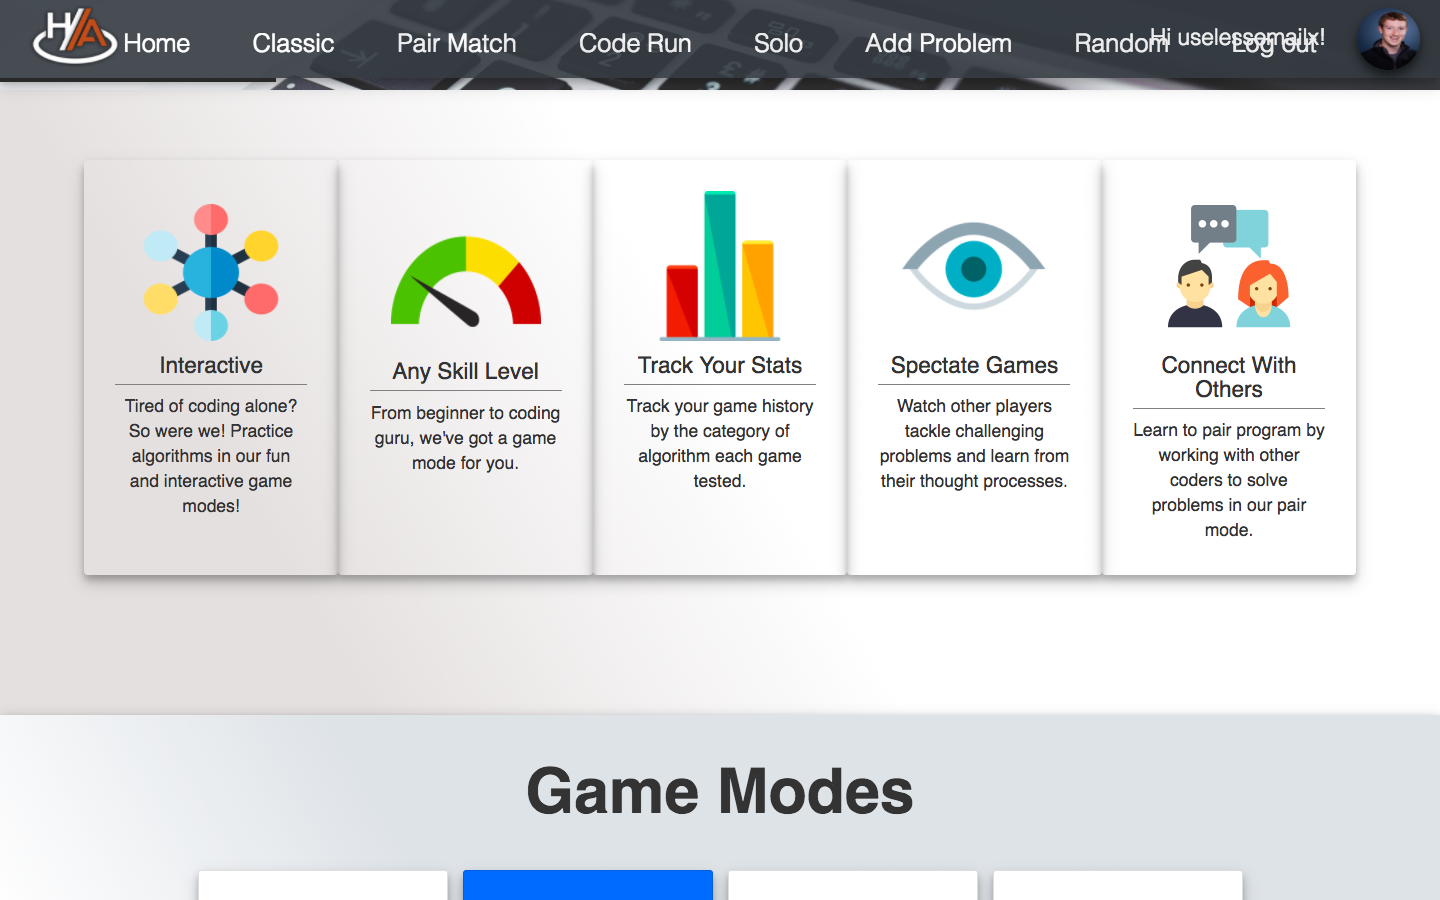 H/A Home Classic Pair Match Code Run Solo Add Problem Random Log out
Hi uselessemailx!
Interactive
Tired of coding alone?
So were we! Practice
algorithms in our fun
and interactive game
modes!
Any Skill Level
From beginner to coding
guru, we've got a game
mode for you.
Track Your Stats
Track your game history
by the category of
algorithm each game
tested.
Spectate Games
Watch other players
tackle challenging
problems and learn from
their thought processes.
Connect With
Others
Learn to pair program by
working with other
coders to solve
problems in our pair
mode.
Game Modes